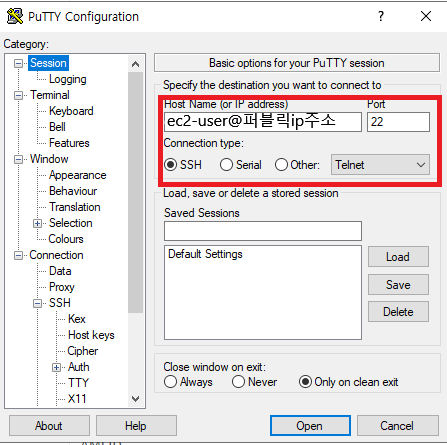 PuTTY Configuration
Category:
Session
Logging
Terminal
Keyboard
Bell
Features
Window
Appearance
Behaviour
Translation
Selection
Colours
Connection
Data
Proxy
SSH
Kex
Host keys
Cipher
Auth
TTY
X11
Basic options for your PuTTY session
Specify the destination you want to connect to
Host Name (or IP address) Port
ec2-user@퍼블릭ip주소 22
Connection type:
SSH Serial Other: Telnet
Load, save or delete a stored session
Saved Sessions
Default Settings
Load
Save
Delete
Close window on exit:
Always Never Only on clean exit
About Help Open Cancel